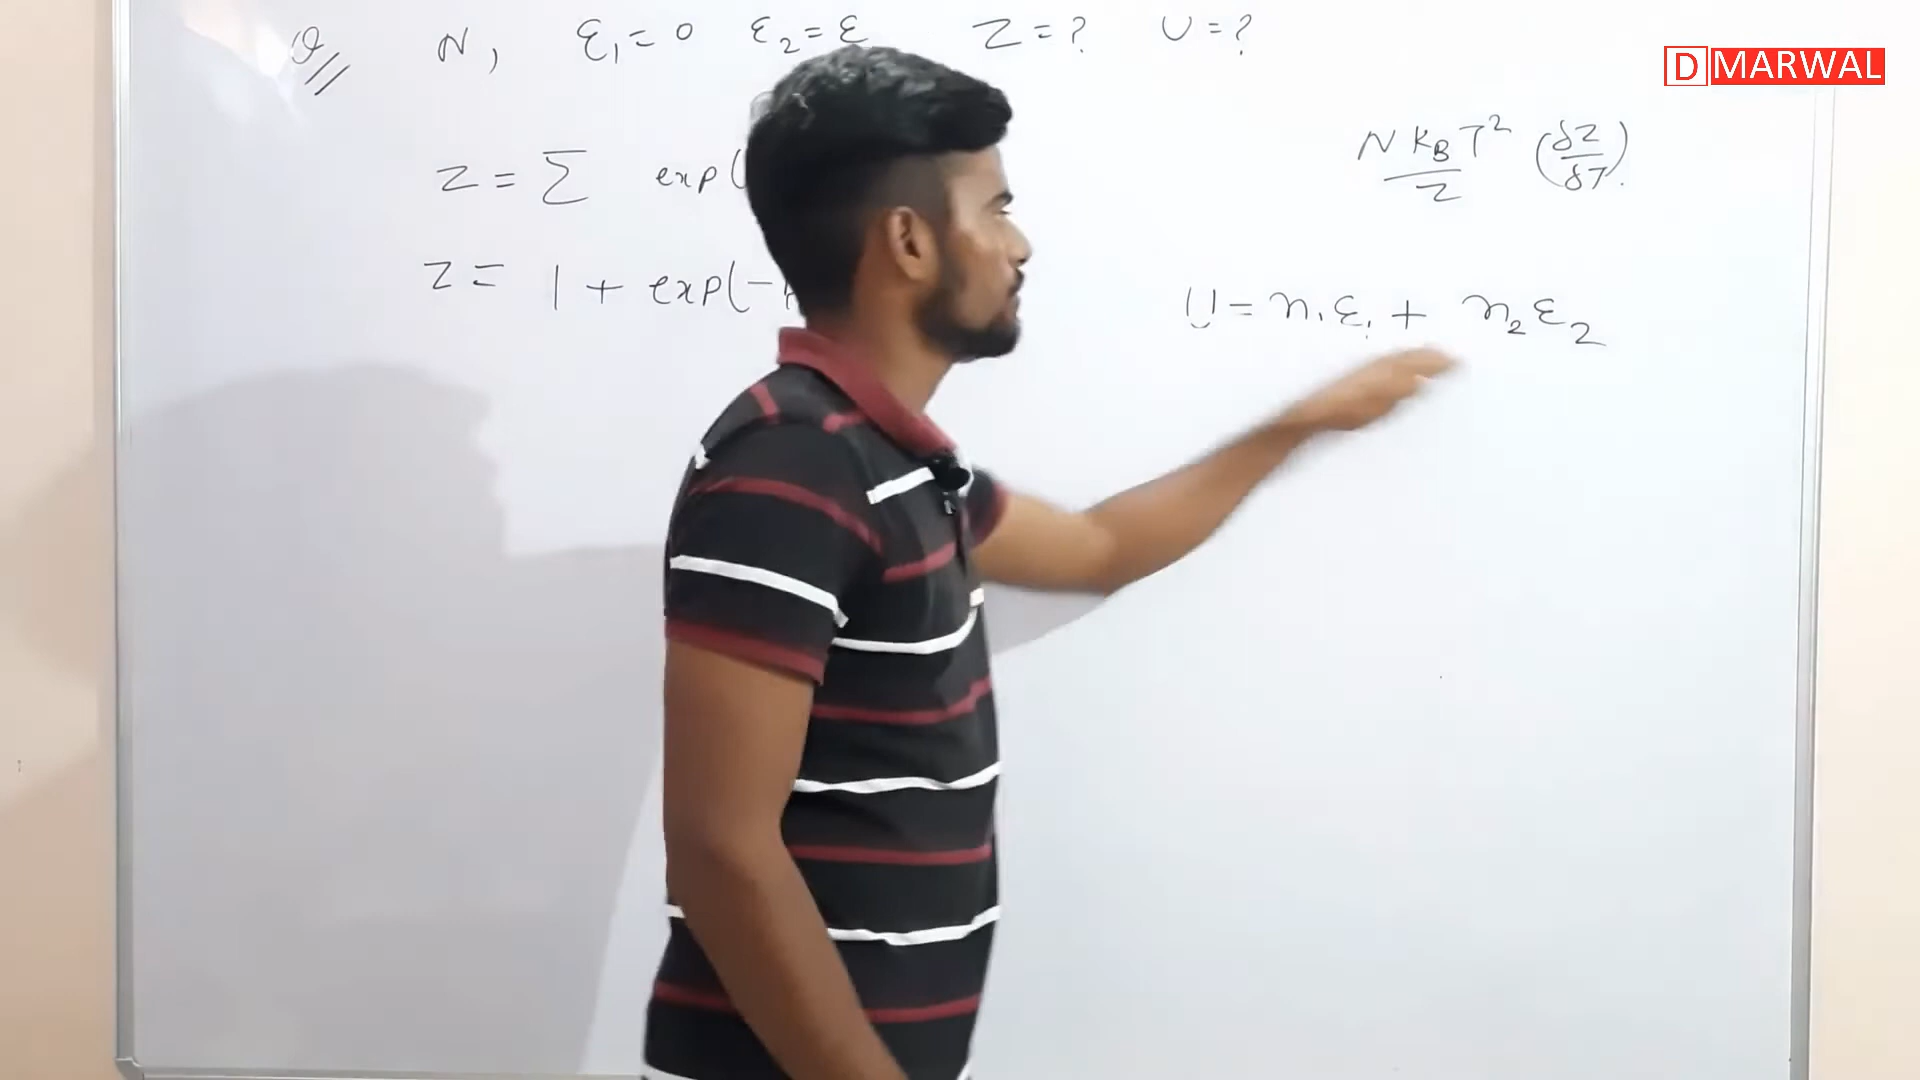 Q// N, ε₁ = 0 ε₂ = ε Z = ? U = ?
D MARWAL
N K_B T² / Z (δZ/δT).
Z = Σ exp(
Z = 1 + exp(-
U = n₁ε₁ + n₂ε₂